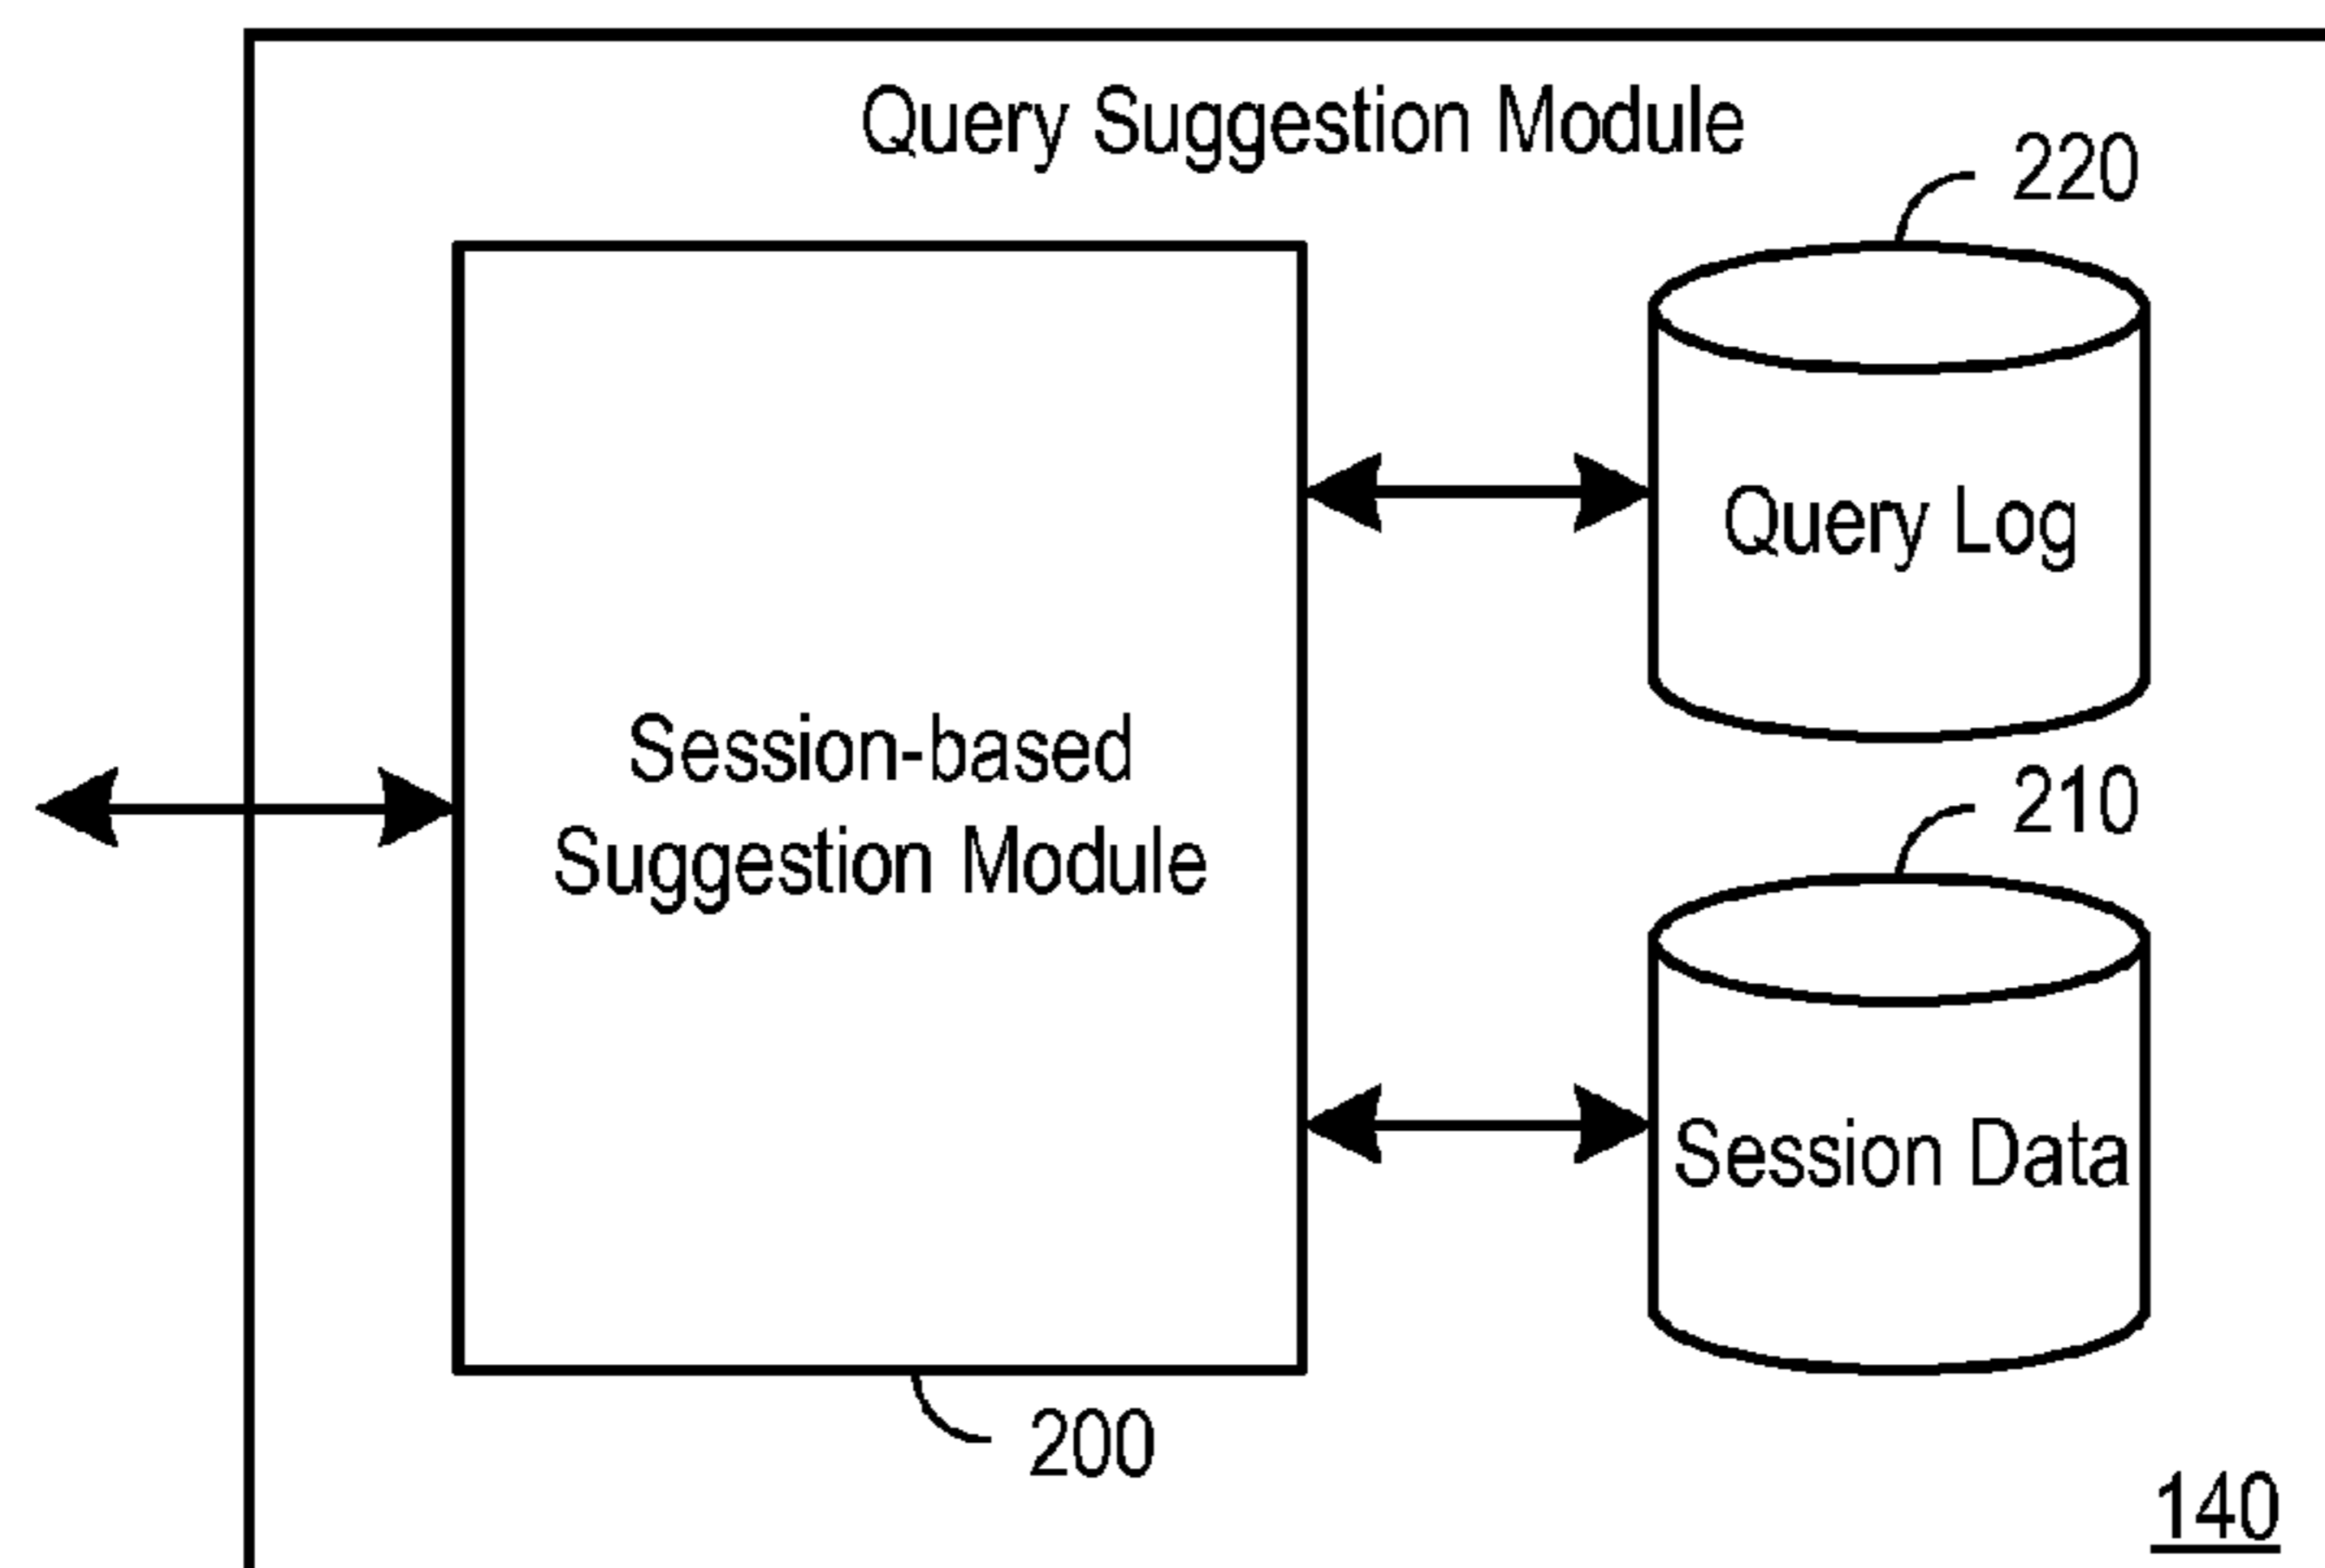 Query Suggestion Module
220
Query Log
Session-based
Suggestion Module
210
Session Data
200
140